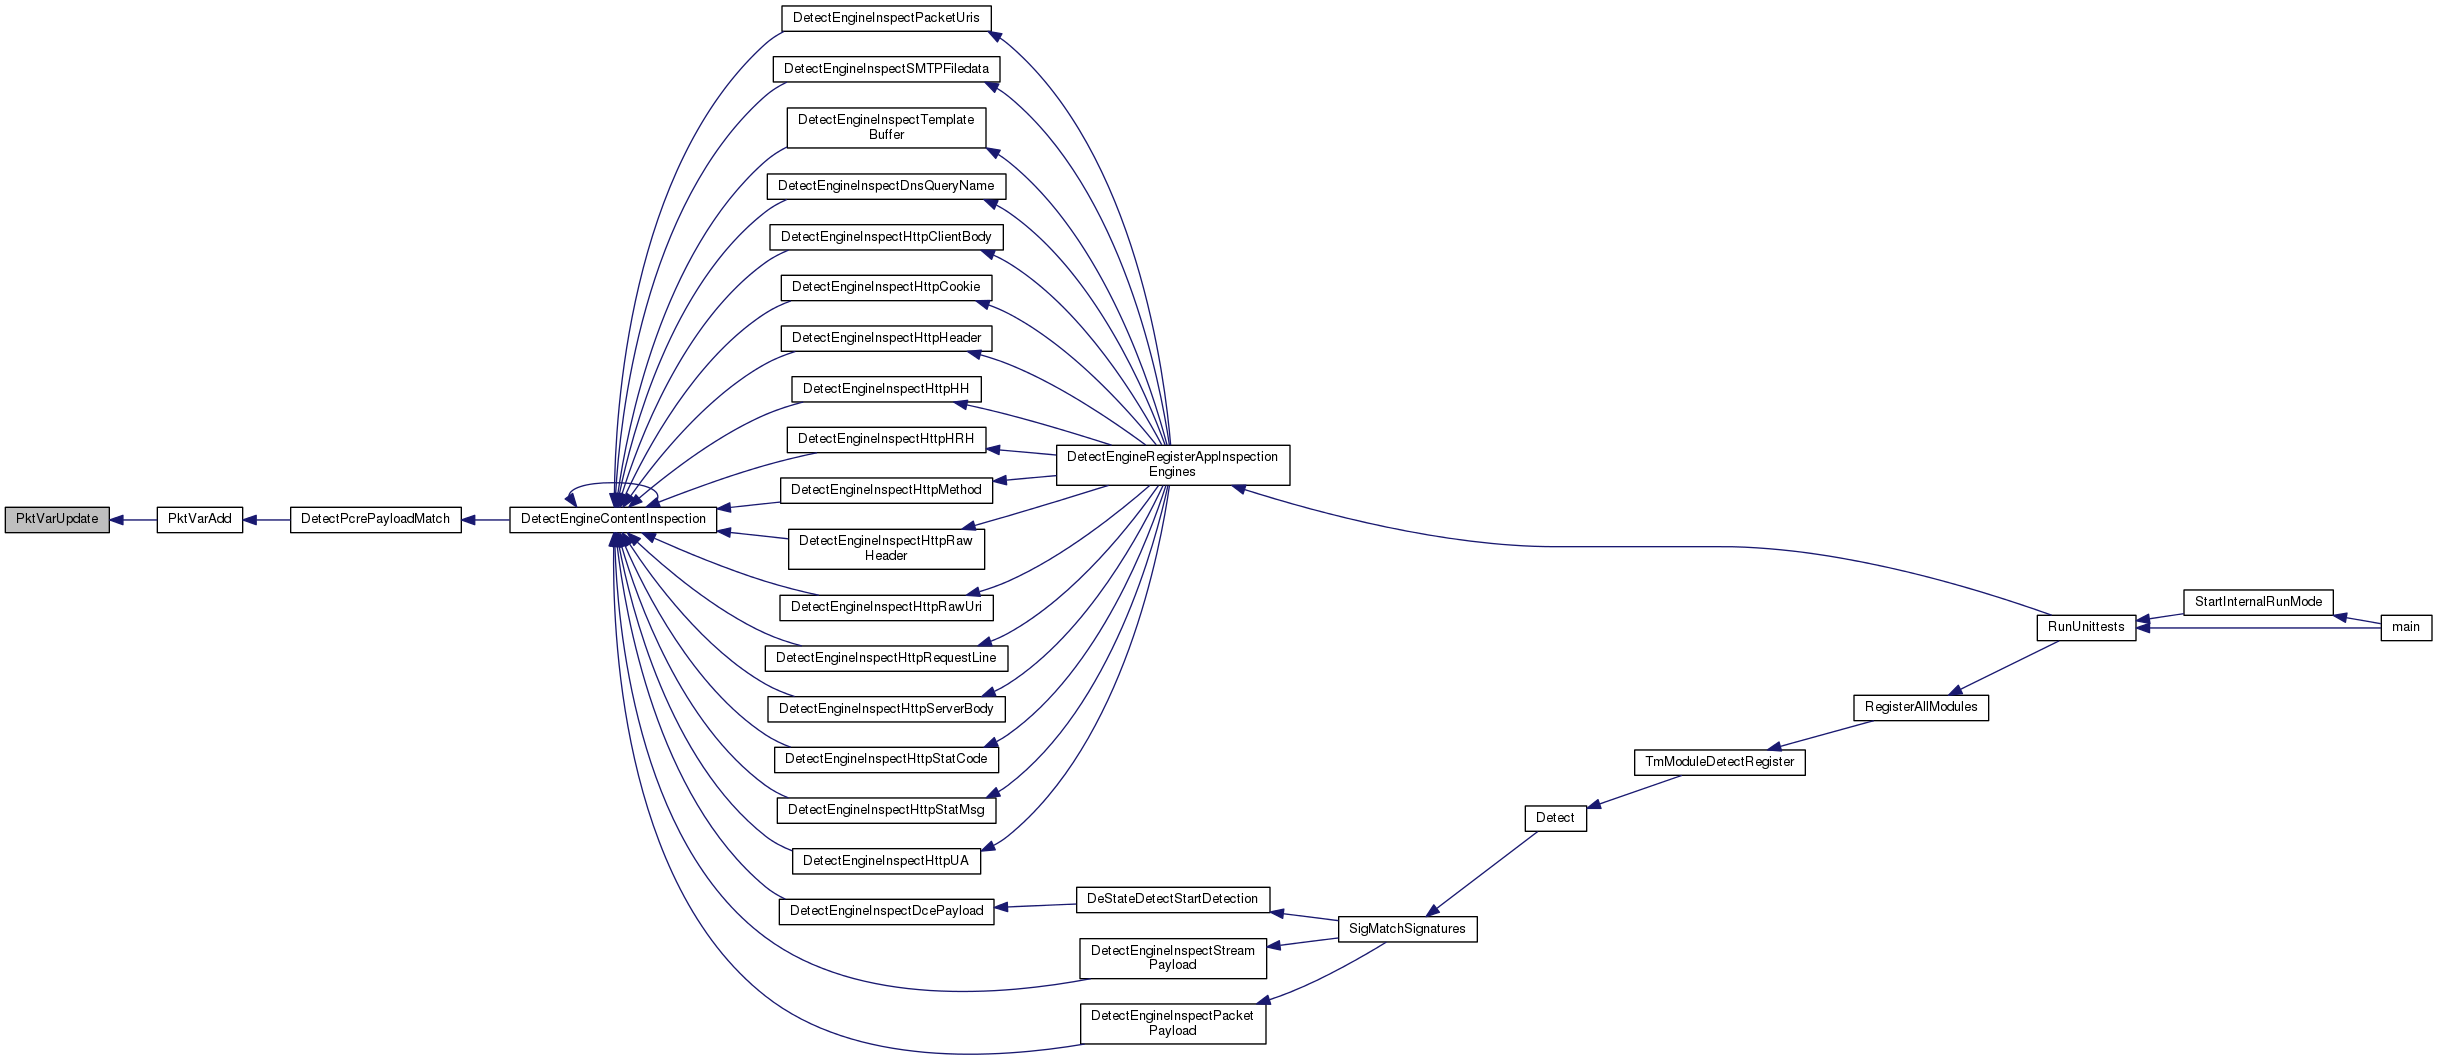 PktVarUpdate
PktVarAdd
DetectPcrePayloadMatch
DetectEngineContentInspection
DetectEngineInspectPacketUris
DetectEngineInspectSMTPFiledata
DetectEngineInspectTemplate
Buffer
DetectEngineInspectDnsQueryName
DetectEngineInspectHttpClientBody
DetectEngineInspectHttpCookie
DetectEngineInspectHttpHeader
DetectEngineInspectHttpHH
DetectEngineInspectHttpHRH
DetectEngineInspectHttpMethod
DetectEngineInspectHttpRaw
Header
DetectEngineInspectHttpRawUri
DetectEngineInspectHttpRequestLine
DetectEngineInspectHttpServerBody
DetectEngineInspectHttpStatCode
DetectEngineInspectHttpStatMsg
DetectEngineInspectHttpUA
DetectEngineInspectDcePayload
DetectEngineRegisterAppInspection
Engines
DeStateDetectStartDetection
DetectEngineInspectStream
Payload
DetectEngineInspectPacket
Payload
SigMatchSignatures
Detect
TmModuleDetectRegister
RegisterAllModules
RunUnittests
StartInternalRunMode
main